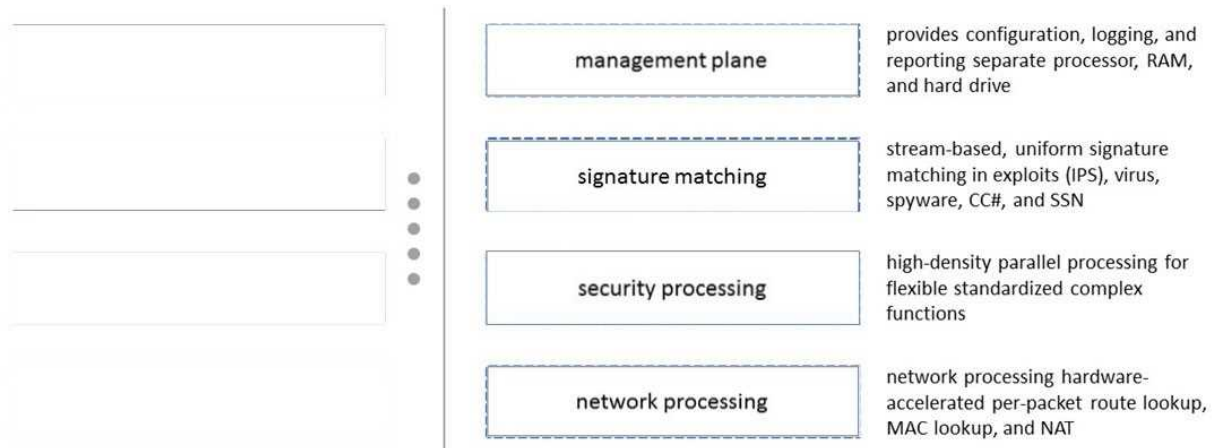 management plane
provides configuration, logging, and
reporting separate processor, RAM,
and hard drive
signature matching
stream-based, uniform signature
matching in exploits (IPS), virus,
spyware, CC#, and SSN
security processing
high-density parallel processing for
flexible standardized complex
functions
network processing
network processing hardware-
accelerated per-packet route lookup,
MAC lookup, and NAT